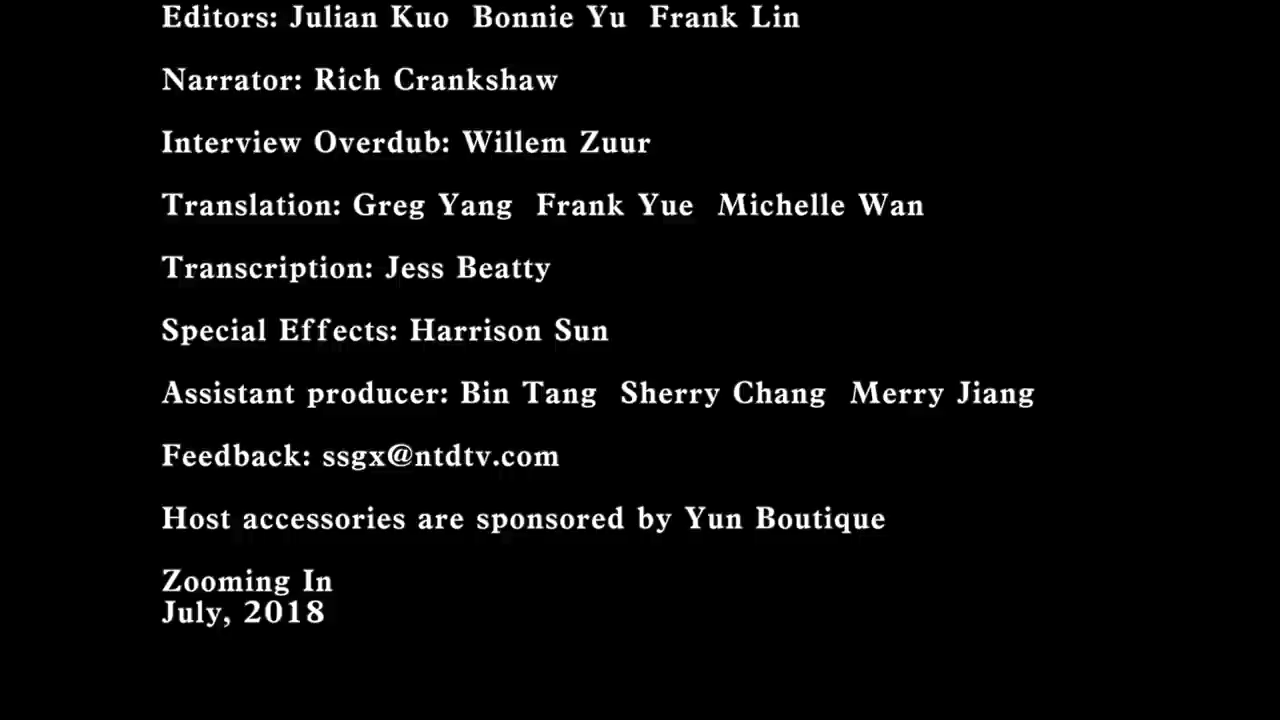 Editors: Julian Kuo  Bonnie Yu  Frank Lin
Narrator: Rich Crankshaw
Interview Overdub: Willem Zuur
Translation: Greg Yang  Frank Yue  Michelle Wan
Transcription: Jess Beatty
Special Effects: Harrison Sun
Assistant producer: Bin Tang  Sherry Chang  Merry Jiang
Feedback: ssgx@ntdtv.com
Host accessories are sponsored by Yun Boutique
Zooming In
July, 2018